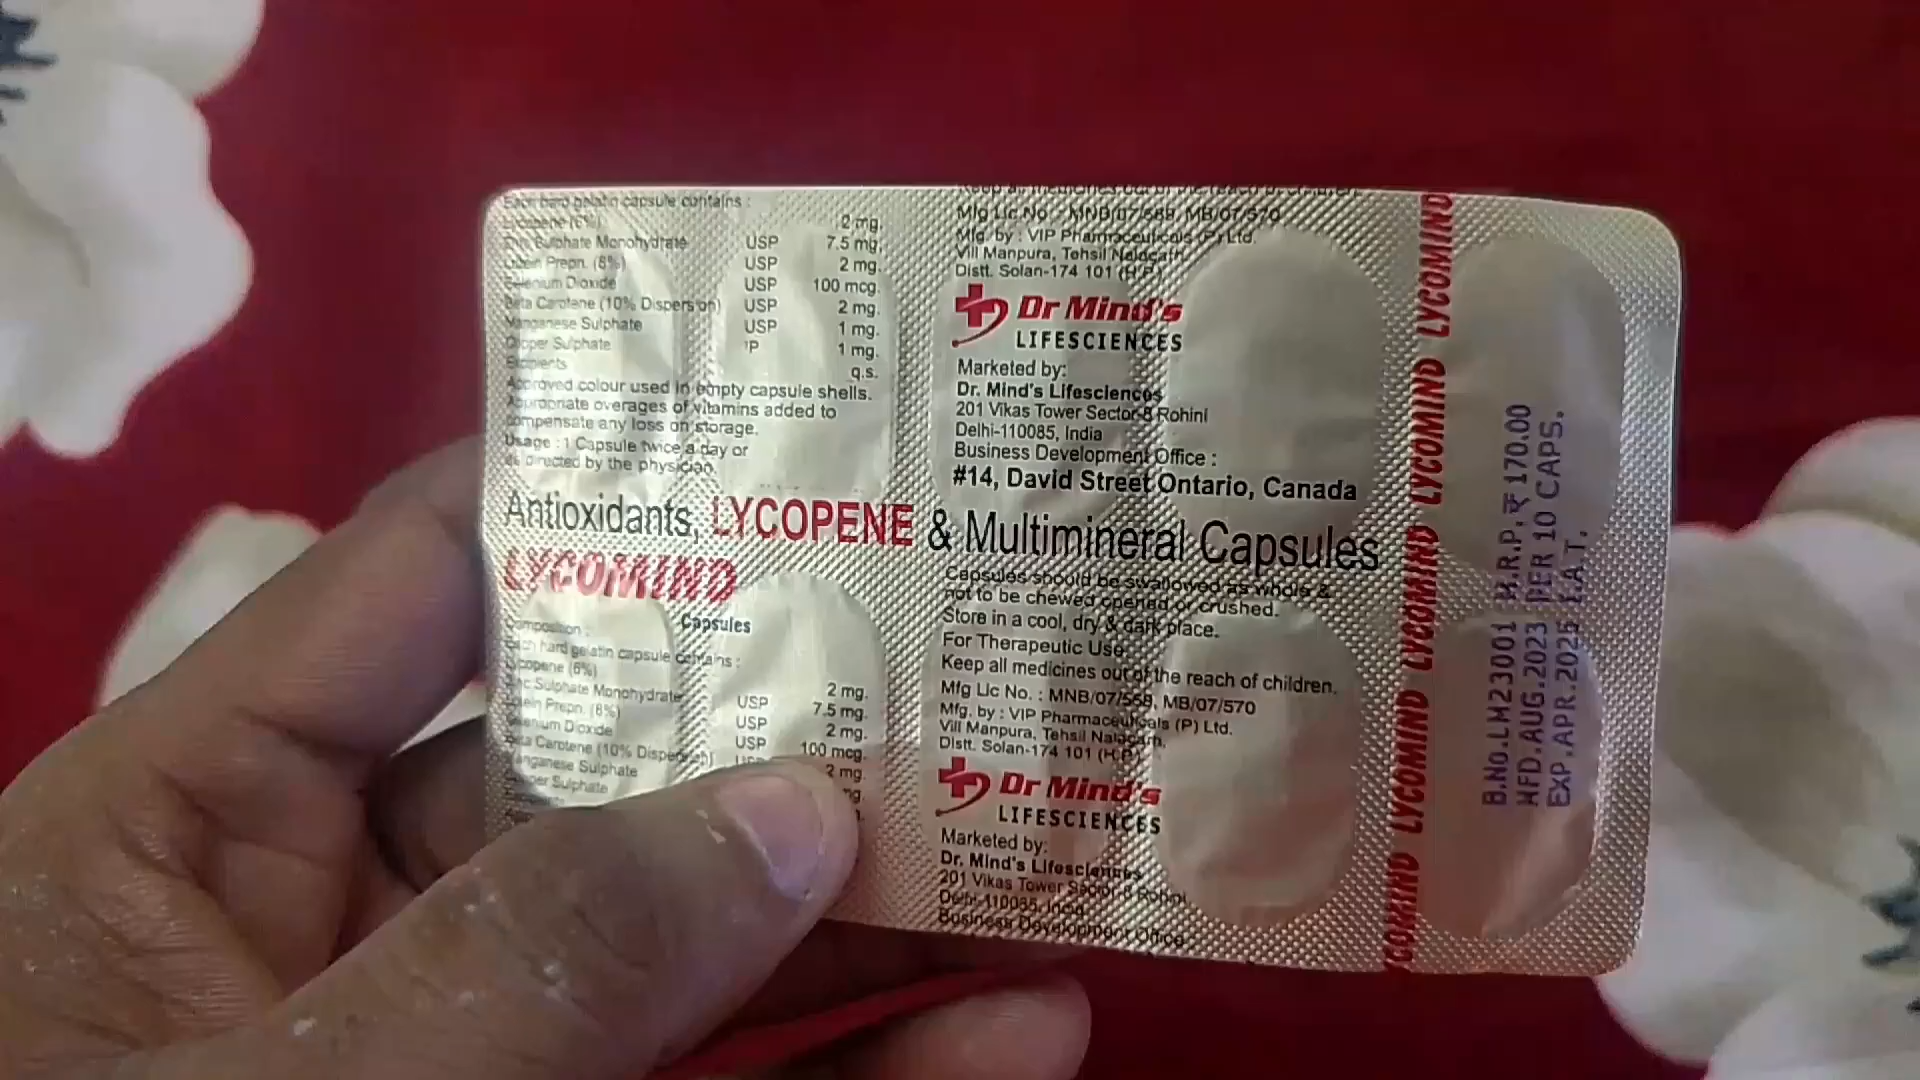 Each hard gelatin capsule contains :
Lycopene (6%) 2 mg.
Zinc Sulphate Monohydrate USP 7.5 mg.
Lutein Prepn. (8%) USP 2 mg.
Selenium Dioxide USP 100 mcg.
Beta Carotene (10% Dispersion) USP 2 mg.
Manganese Sulphate USP 1 mg.
Copper Sulphate IP 1 mg.
Excipients q.s.
Approved colour used in empty capsule shells.
Appropriate overages of vitamins added to
compensate any loss on storage.
Usage : 1 Capsule twice a day or
as directed by the physician.
Keep all medicines out of the reach of children.
Mfg Lic No. : MNB/07/568, MB/07/570
Mfg. by : VIP Pharmaceuticals (P) Ltd.
Vill Manpura, Tehsil Nalagarh,
Distt. Solan-174 101 (H.P.)
Dr Mind's
LIFESCIENCES
Marketed by:
Dr. Mind's Lifesciences
201 Vikas Tower Sector-8 Rohini
Delhi-110085, India
Business Development Office :
#14, David Street Ontario, Canada
Antioxidants, LYCOPENE & Multimineral Capsules
LYCOMIND
Capsules
Composition :
Each hard gelatin capsule contains :
Lycopene (6%) 2 mg.
Zinc Sulphate Monohydrate USP 7.5 mg.
Lutein Prepn. (8%) USP 2 mg.
Selenium Dioxide USP 100 mcg.
Beta Carotene (10% Dispersion) 2 mg.
Manganese Sulphate
Copper Sulphate
Capsules should be swallowed as whole &
not to be chewed opened or crushed.
Store in a cool, dry & dark place.
For Therapeutic Use.
Keep all medicines out of the reach of children.
Mfg Lic No. : MNB/07/568, MB/07/570
Mfg. by : VIP Pharmaceuticals (P) Ltd.
Vill Manpura, Tehsil Nalagarh,
Distt. Solan-174 101 (H.P.)
Dr Mind's
LIFESCIENCES
Marketed by:
Dr. Mind's Lifesciences
201 Vikas Tower Sector-8 Rohini
Delhi-110085, India
Business Development Office :
LYCOMIND LYCOMIND LYCOMIND LYCOMIND LYCOMIND
B.No.LM23001 M.R.P.₹ 170.00
MFD.AUG.2023 PER 10 CAPS.
EXP.APR.2025 I.A.T.